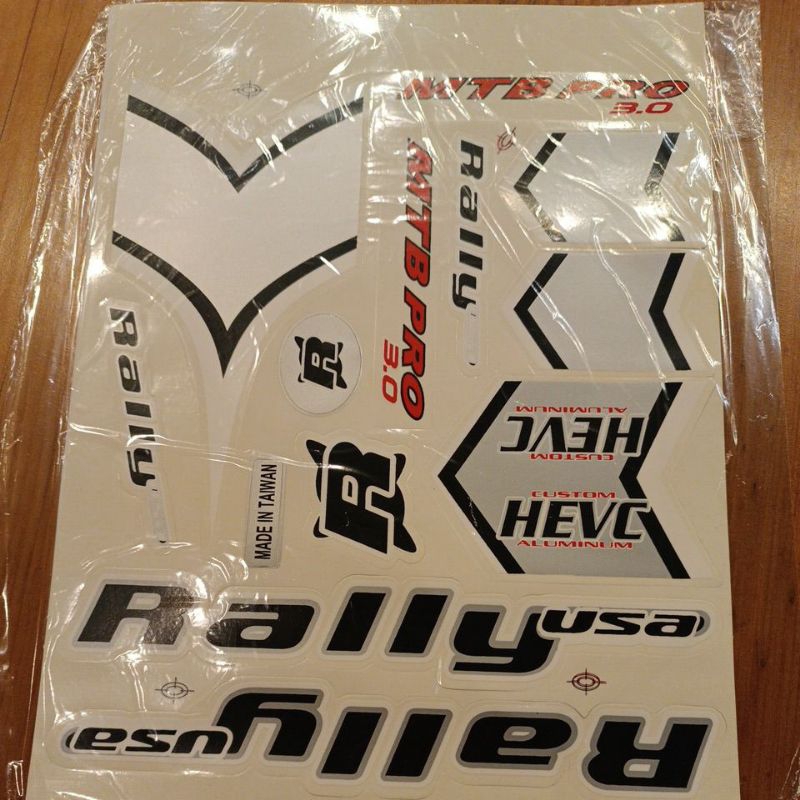 MTB PRO
3.0
MTB PRO
3.0
Rally
Rally
R
R
CUSTOM
HEVC
ALUMINUM
CUSTOM
HEVC
ALUMINUM
MADE IN TAIWAN
Rally usa
Rally usa